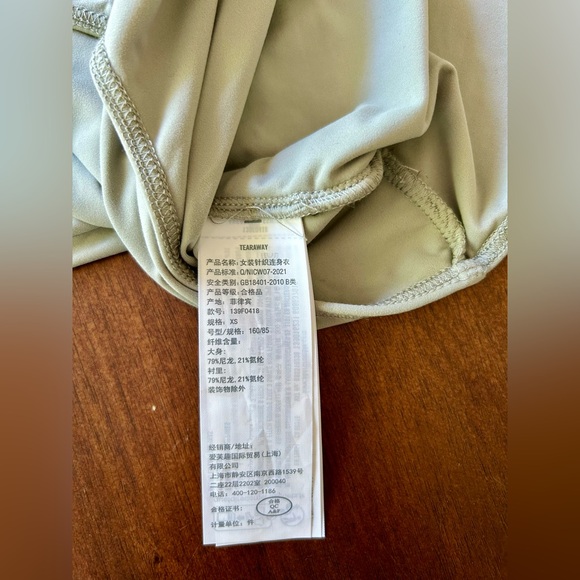 TEARAWAY
产品名称: 女装针织连身衣
产品标准: Q/NICW07-2021
安全类别: GB18401-2010 B类
产品等级: 合格品
产地: 菲律宾
款号: 139F0418
规格: XS
号型/规格: 160/85
纤维含量:
大身:
79%尼龙, 21%氨纶
衬里:
79%尼龙, 21%氨纶
装饰物除外
经销商/地址:
爱芙趣国际贸易(上海)
有限公司
上海市静安区南京西路1539号
二座22层2202室, 200040
电话: 400-120-1186
合格证书:
合格
QC
A&F
计量单位: 件